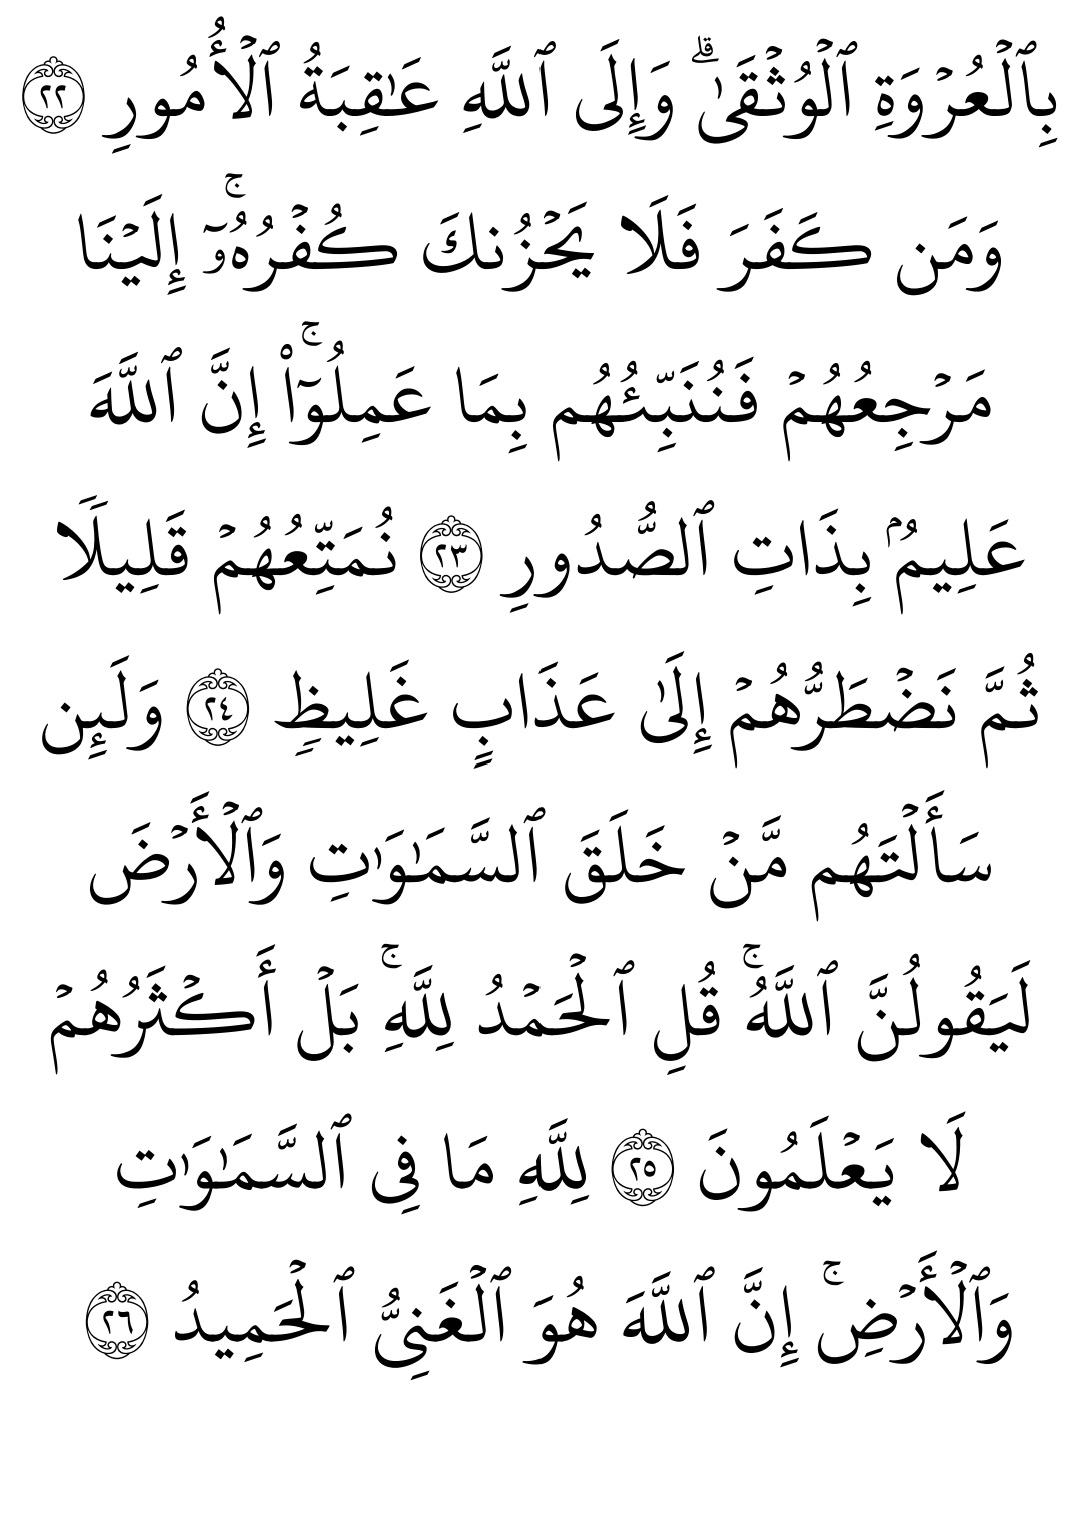 بِٱلْعُرْوَةِ ٱلْوُثْقَىٰ ۗ وَإِلَى ٱللَّهِ عَـٰقِبَةُ ٱلْأُمُورِ ٢٢
وَمَن كَفَرَ فَلَا يَحْزُنكَ كُفْرُهُۥٓ ۚ إِلَيْنَا
مَرْجِعُهُمْ فَنُنَبِّئُهُم بِمَا عَمِلُوٓا۟ ۚ إِنَّ ٱللَّهَ
عَلِيمٌۢ بِذَاتِ ٱلصُّدُورِ ٢٣ نُمَتِّعُهُمْ قَلِيلًا
ثُمَّ نَضْطَرُّهُمْ إِلَىٰ عَذَابٍ غَلِيظٍ ٢٤ وَلَئِن
سَأَلْتَهُم مَّنْ خَلَقَ ٱلسَّمَـٰوَٰتِ وَٱلْأَرْضَ
لَيَقُولُنَّ ٱللَّهُ ۚ قُلِ ٱلْحَمْدُ لِلَّهِ ۚ بَلْ أَكْثَرُهُمْ
لَا يَعْلَمُونَ ٢٥ لِلَّهِ مَا فِى ٱلسَّمَـٰوَٰتِ
وَٱلْأَرْضِ ۚ إِنَّ ٱللَّهَ هُوَ ٱلْغَنِىُّ ٱلْحَمِيدُ ٢٦